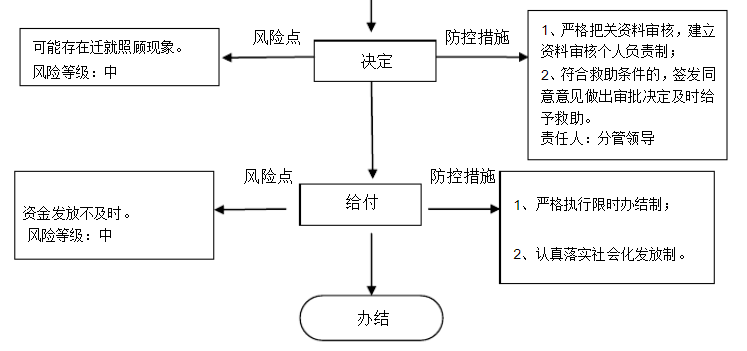 风险点
防控措施
可能存在迁就照顾现象。
风险等级：中
决定
1、严格把关资料审核，建立
资料审核个人负责制；
2、符合救助条件的，签发同
意意见做出审批决定及时给
予救助。
责任人：分管领导
风险点
防控措施
资金发放不及时。
风险等级：中
给付
1、严格执行限时办结制；
2、认真落实社会化发放制。
办结